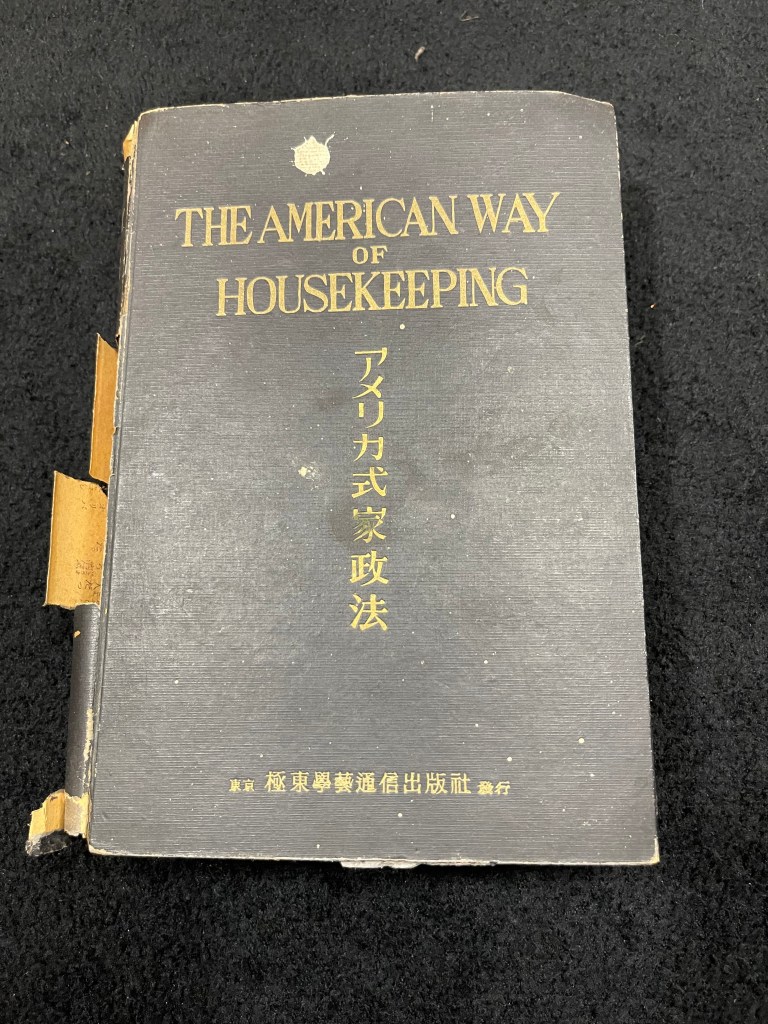 THE AMERICAN WAY
OF
HOUSEKEEPING
アメリカ式家政法
東京 極東學藝通信出版社 發行